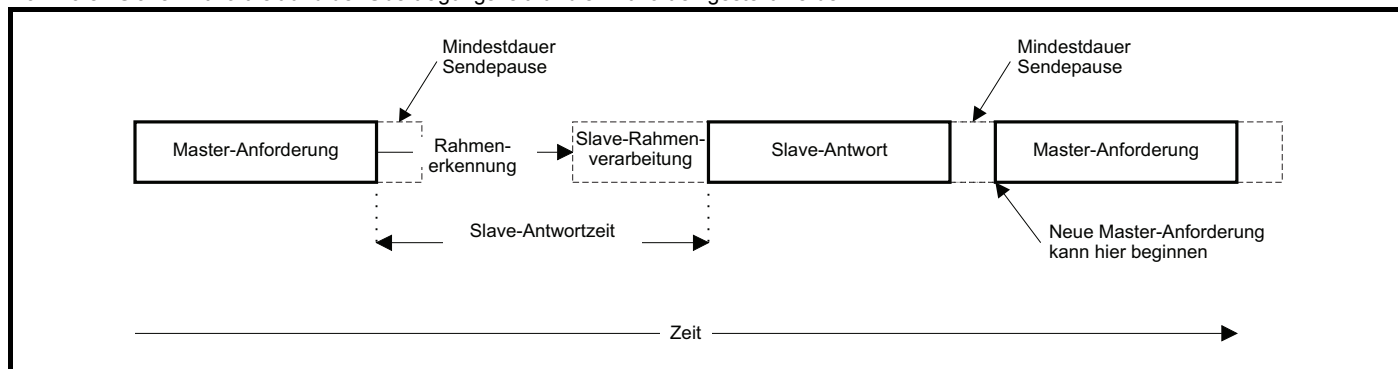 Mindestdauer
Sendepause
Mindestdauer
Sendepause
Master-Anforderung
Rahmen-
erkennung
Slave-Rahmen-
verarbeitung
Slave-Antwort
Master-Anforderung
Slave-Antwortzeit
Neue Master-Anforderung
kann hier beginnen
Zeit